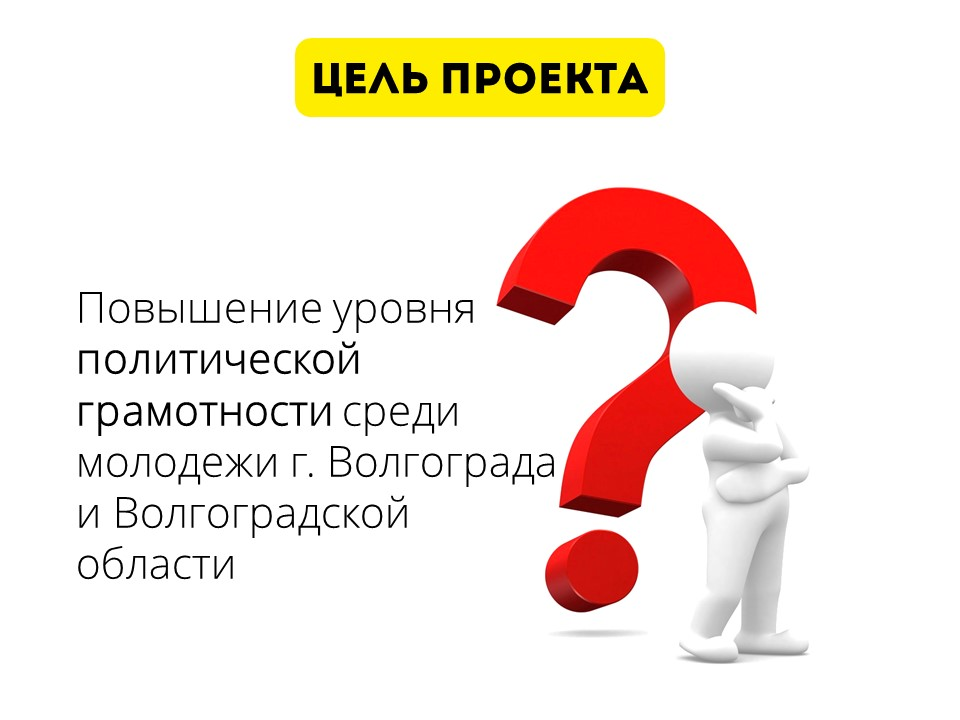 ЦЕЛЬ ПРОЕКТА
Повышение уровня
политической
грамотности среди
молодежи г. Волгограда
и Волгоградской
области